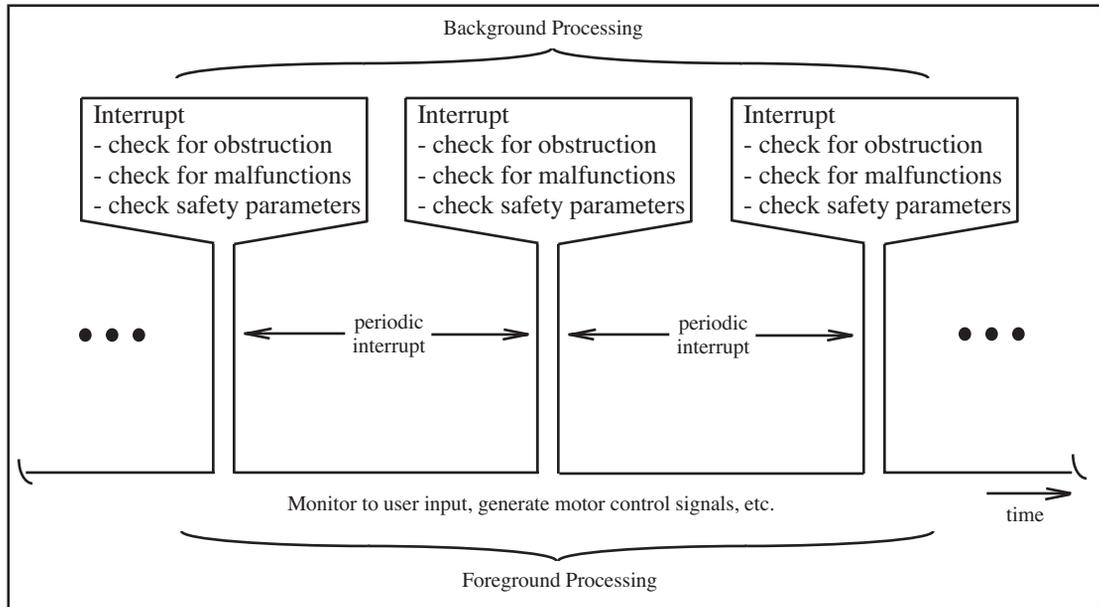 Background Processing
Interrupt
- check for obstruction
- check for malfunctions
- check safety parameters
Interrupt
- check for obstruction
- check for malfunctions
- check safety parameters
Interrupt
- check for obstruction
- check for malfunctions
- check safety parameters
periodic
interrupt
periodic
interrupt
Monitor to user input, generate motor control signals, etc.
time
Foreground Processing